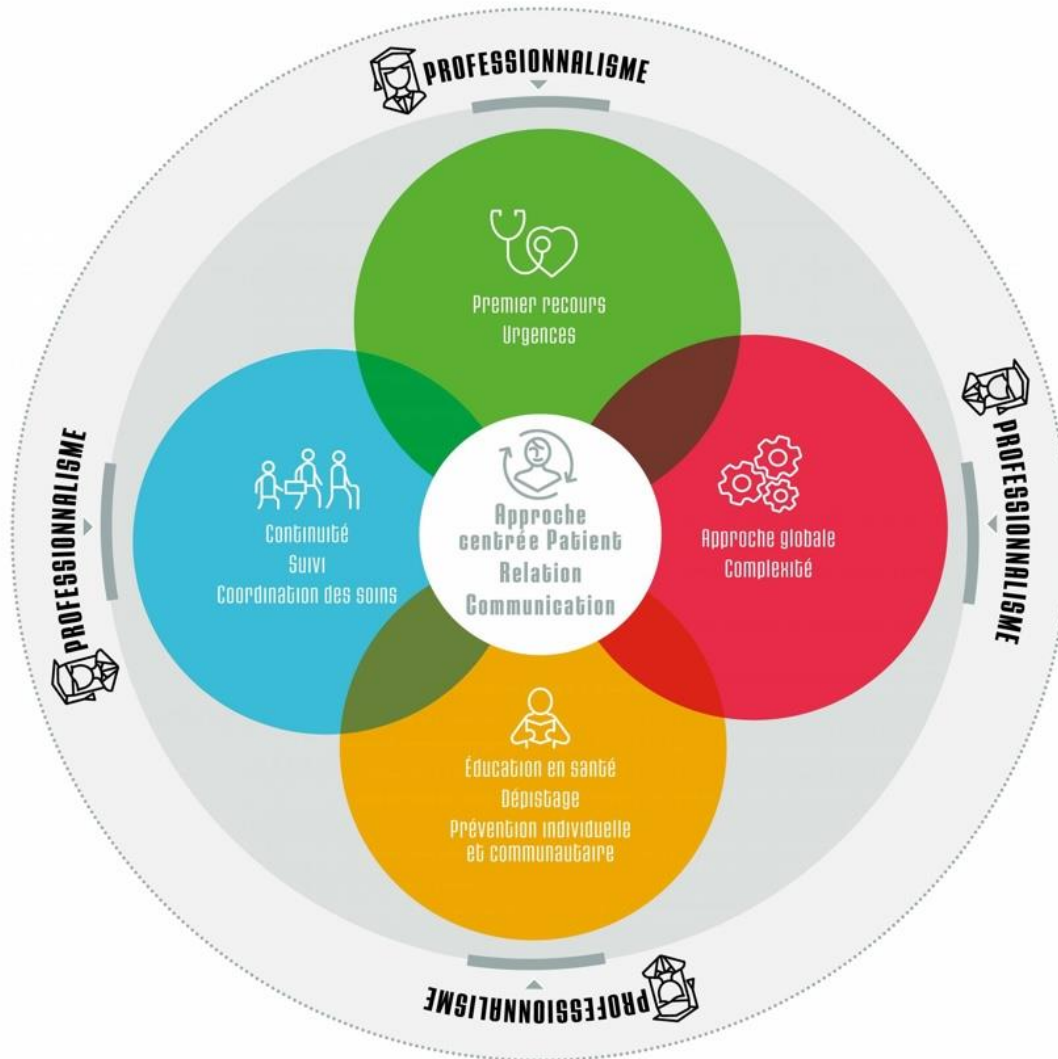 PROFESSIONNALISME
Premier recours
Urgences
PROFESSIONNALISME
Continuité
Suivi
Coordination des soins
Approche
centrée Patient
Relation
Communication
Approche globale
Complexité
PROFESSIONNALISME
Éducation en santé
Dépistage
Prévention individuelle
et communautaire
PROFESSIONNALISME